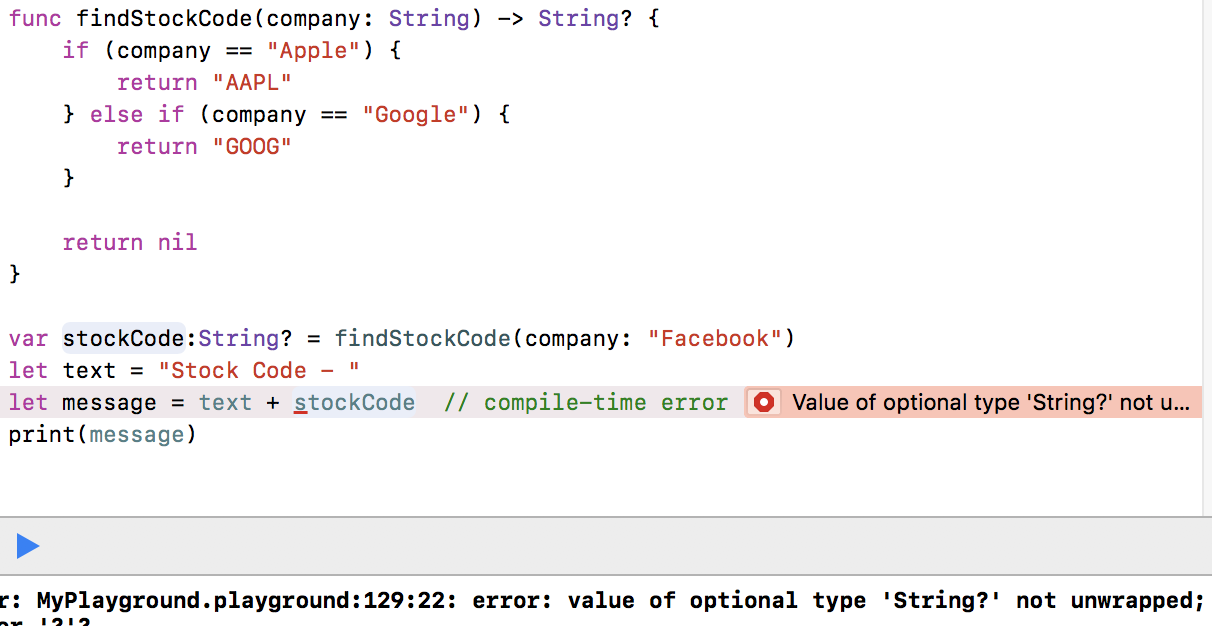 func findStockCode(company: String) -> String? {
    if (company == "Apple") {
        return "AAPL"
    } else if (company == "Google") {
        return "GOOG"
    }
    return nil
}
var stockCode:String? = findStockCode(company: "Facebook")
let text = "Stock Code - "
let message = text + stockCode  // compile-time error Value of optional type 'String?' not u...
print(message)
r: MyPlayground.playground:129:22: error: value of optional type 'String?' not unwrapped;
or '?'?